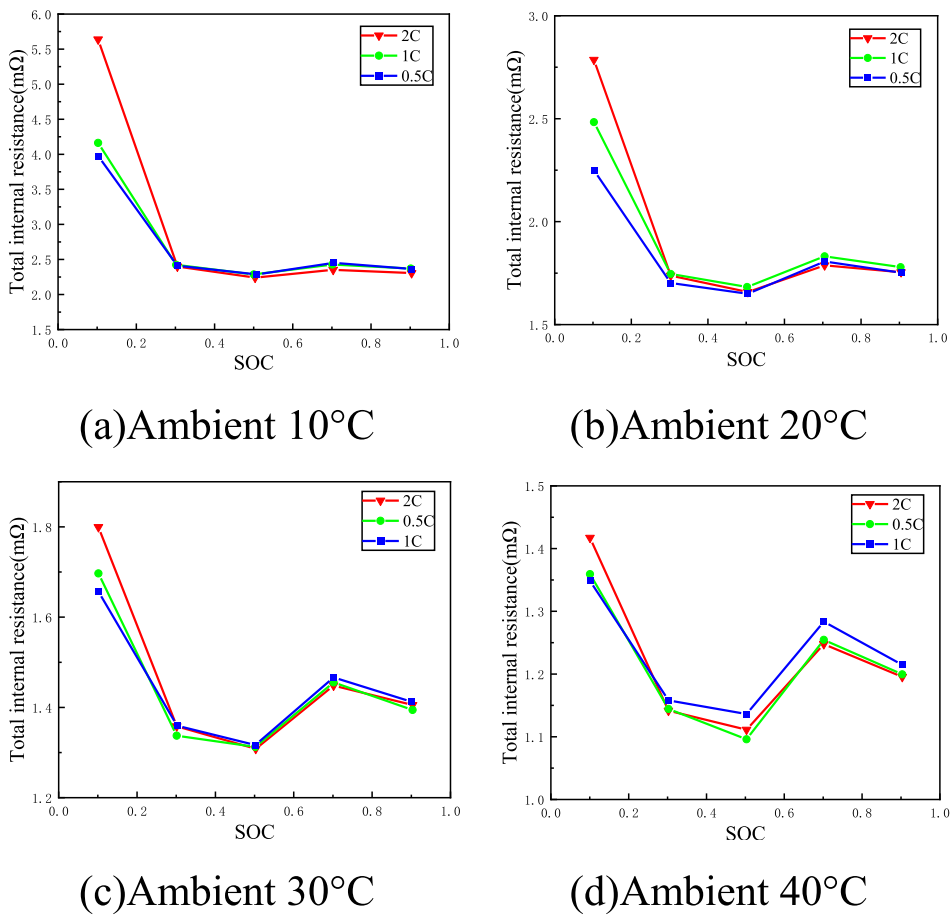 Total internal resistance(mΩ)
6.0
5.5
5.0
4.5
4.0
3.5
3.0
2.5
2.0
1.5
0.0 0.2 0.4 0.6 0.8 1.0
SOC
2C
1C
0.5C
(a)Ambient 10°C
Total internal resistance(mΩ)
3.0
2.5
2.0
1.5
0.0 0.2 0.4 0.6 0.8 1.0
SOC
2C
1C
0.5C
(b)Ambient 20°C
Total internal resistance(mΩ)
1.8
1.6
1.4
1.2
0.0 0.2 0.4 0.6 0.8 1.0
SOC
2C
0.5C
1C
(c)Ambient 30°C
Total internal resistance(mΩ)
1.5
1.4
1.3
1.2
1.1
1.0
0.0 0.2 0.4 0.6 0.8 1.0
SOC
2C
0.5C
1C
(d)Ambient 40°C